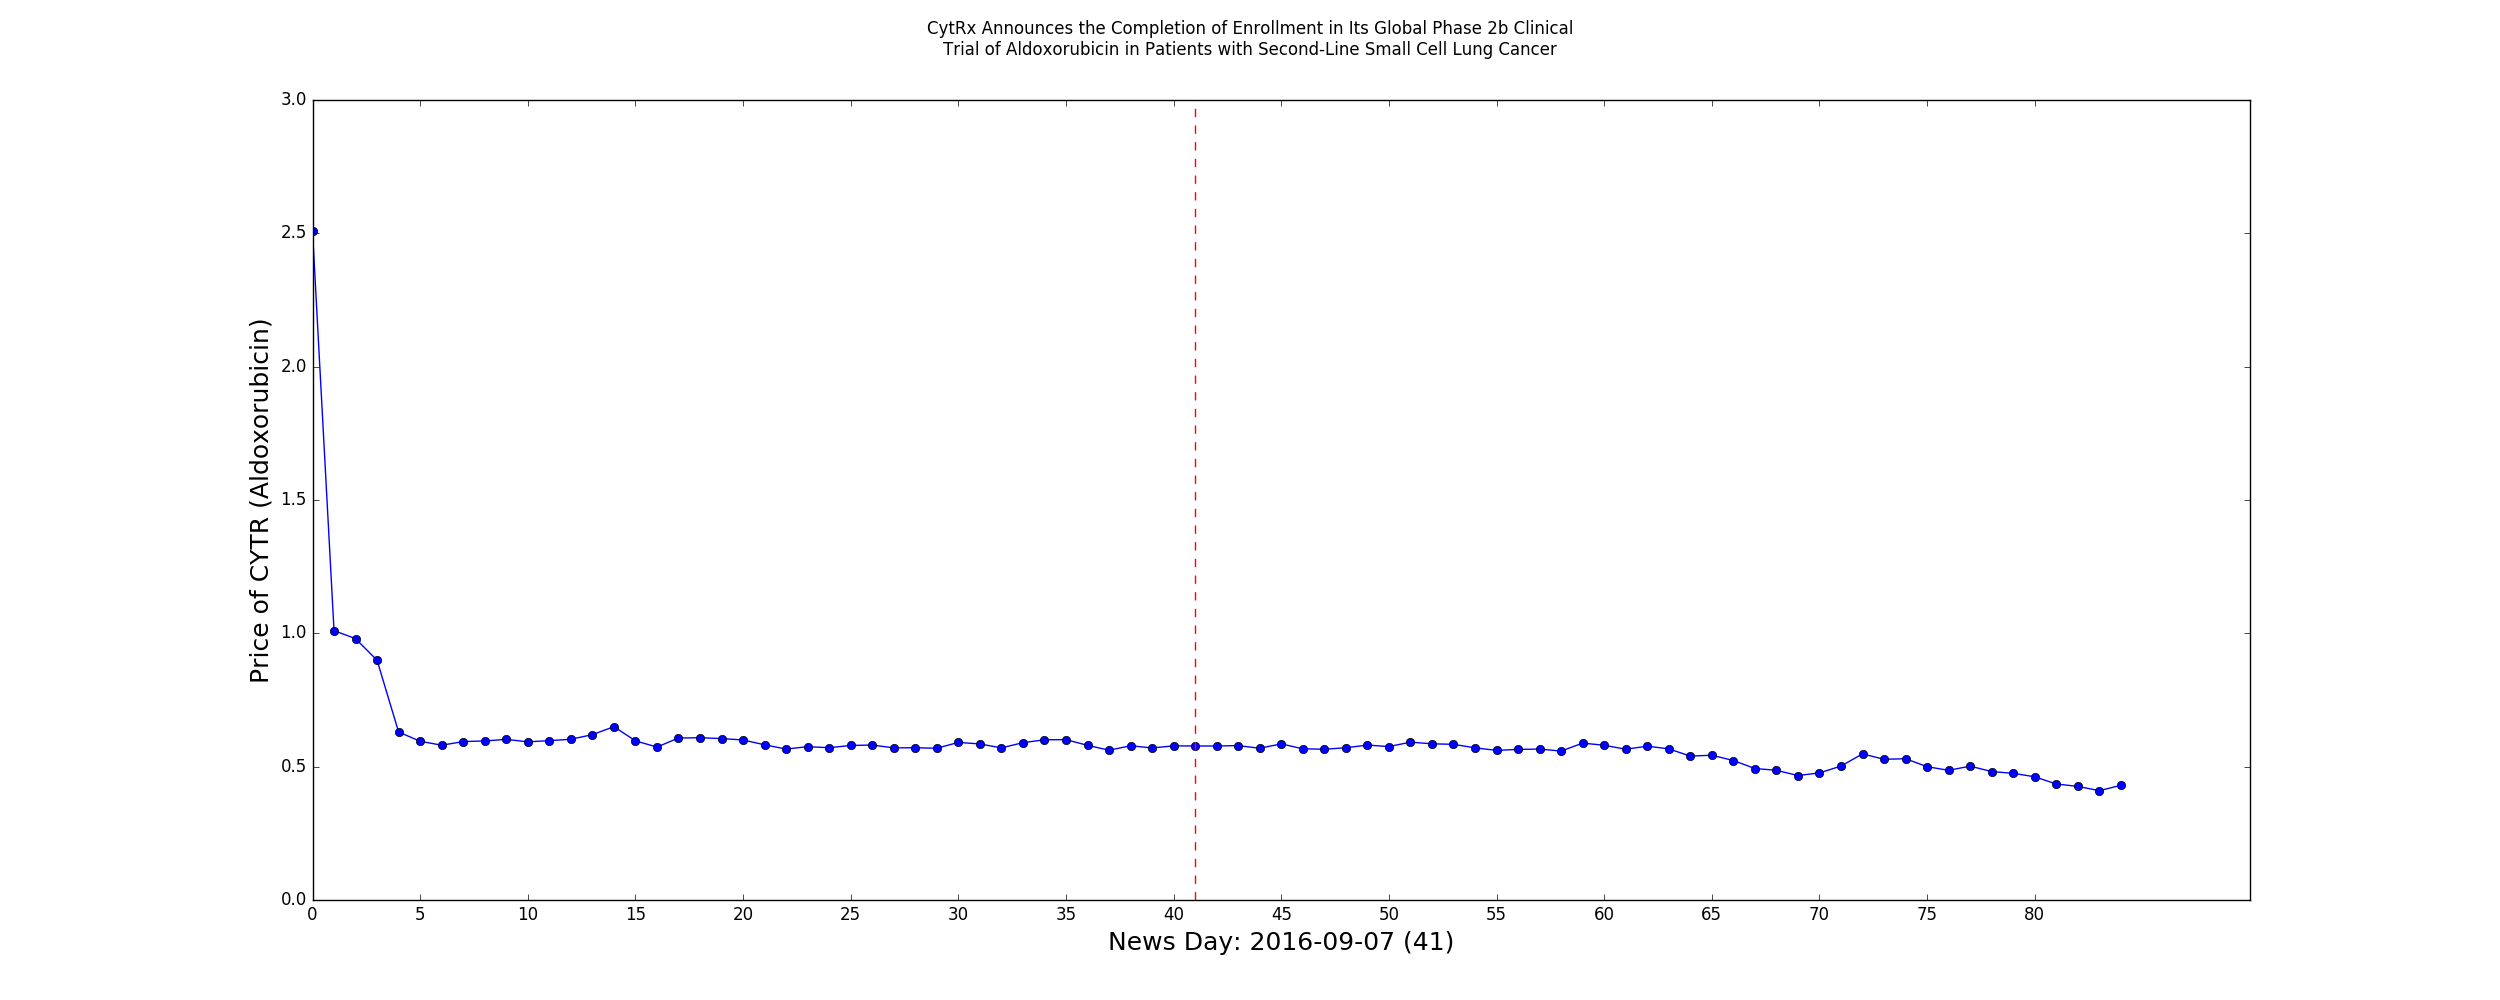 CytRx Announces the Completion of Enrollment in Its Global Phase 2b Clinical
Trial of Aldoxorubicin in Patients with Second-Line Small Cell Lung Cancer
Price of CYTR (Aldoxorubicin)
3.0
2.5
2.0
1.5
1.0
0.5
0.0
0 5 10 15 20 25 30 35 40 45 50 55 60 65 70 75 80
News Day: 2016-09-07 (41)